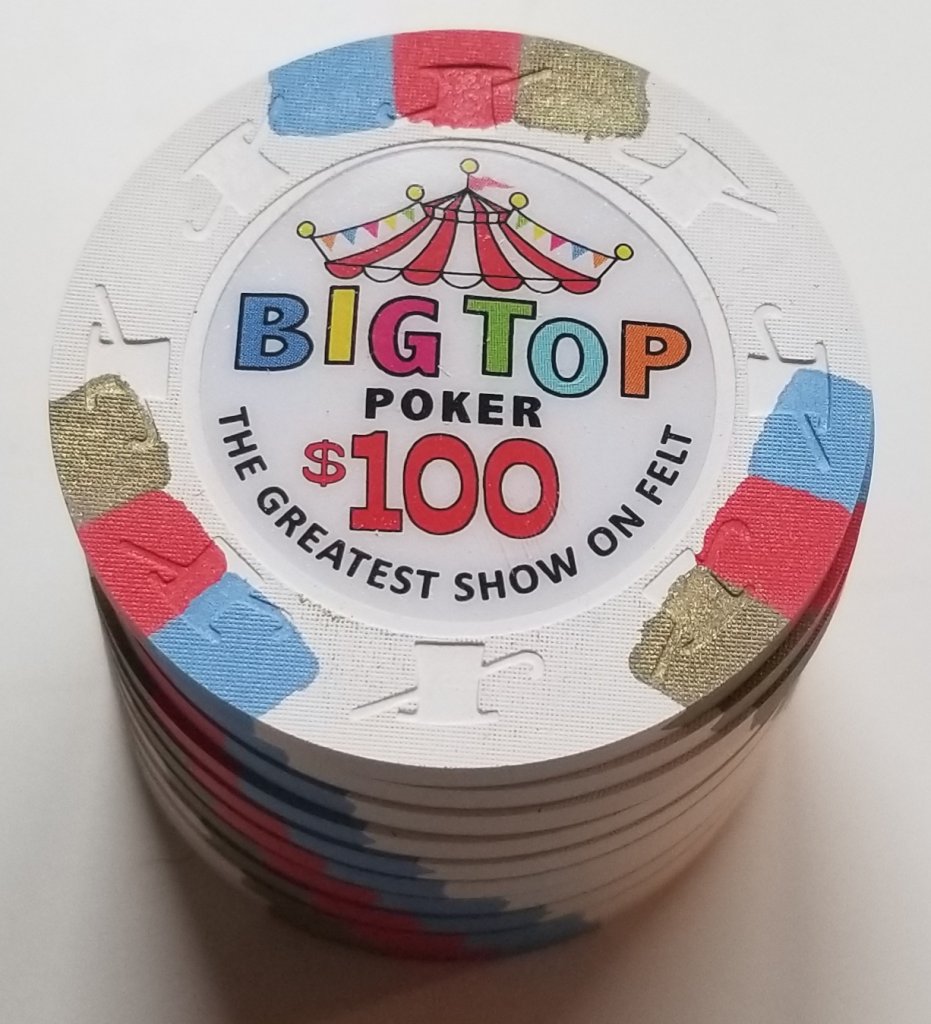 BIG TOP
POKER
$100
THE GREATEST SHOW ON FELT